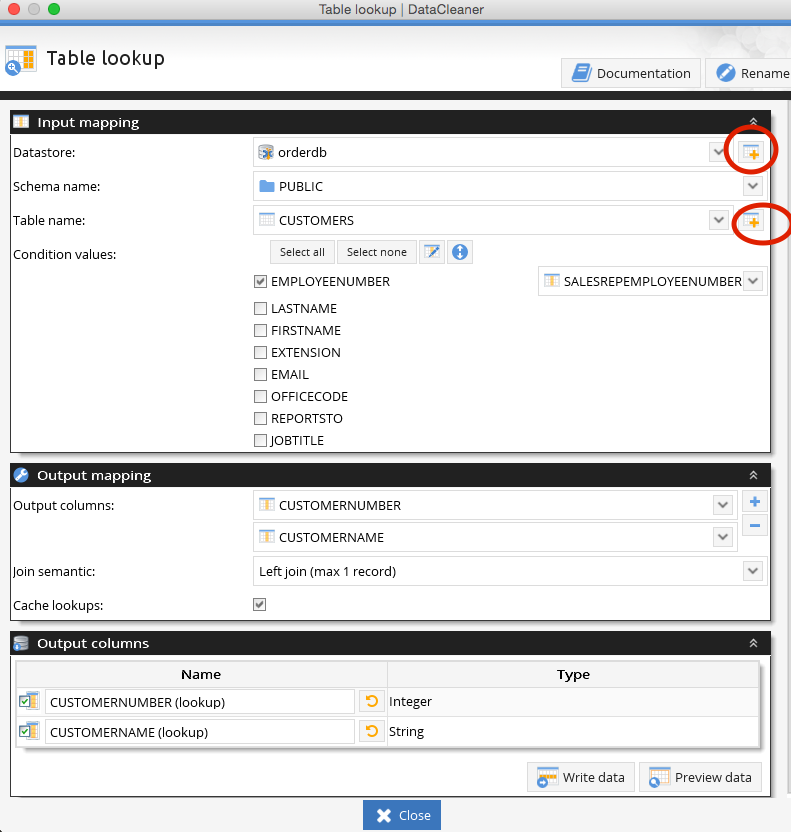 Table lookup | DataCleaner
Table lookup
Documentation
Rename
Input mapping
Datastore: orderdb
Schema name: PUBLIC
Table name: CUSTOMERS
Condition values: Select all Select none
EMPLOYEENUMBER SALESREPEMPLOYEENUMBER
LASTNAME
FIRSTNAME
EXTENSION
EMAIL
OFFICECODE
REPORTSTO
JOBTITLE
Output mapping
Output columns: CUSTOMERNUMBER
CUSTOMERNAME
Join semantic: Left join (max 1 record)
Cache lookups:
Output columns
Name Type
CUSTOMERNUMBER (lookup) Integer
CUSTOMERNAME (lookup) String
Write data Preview data
Close